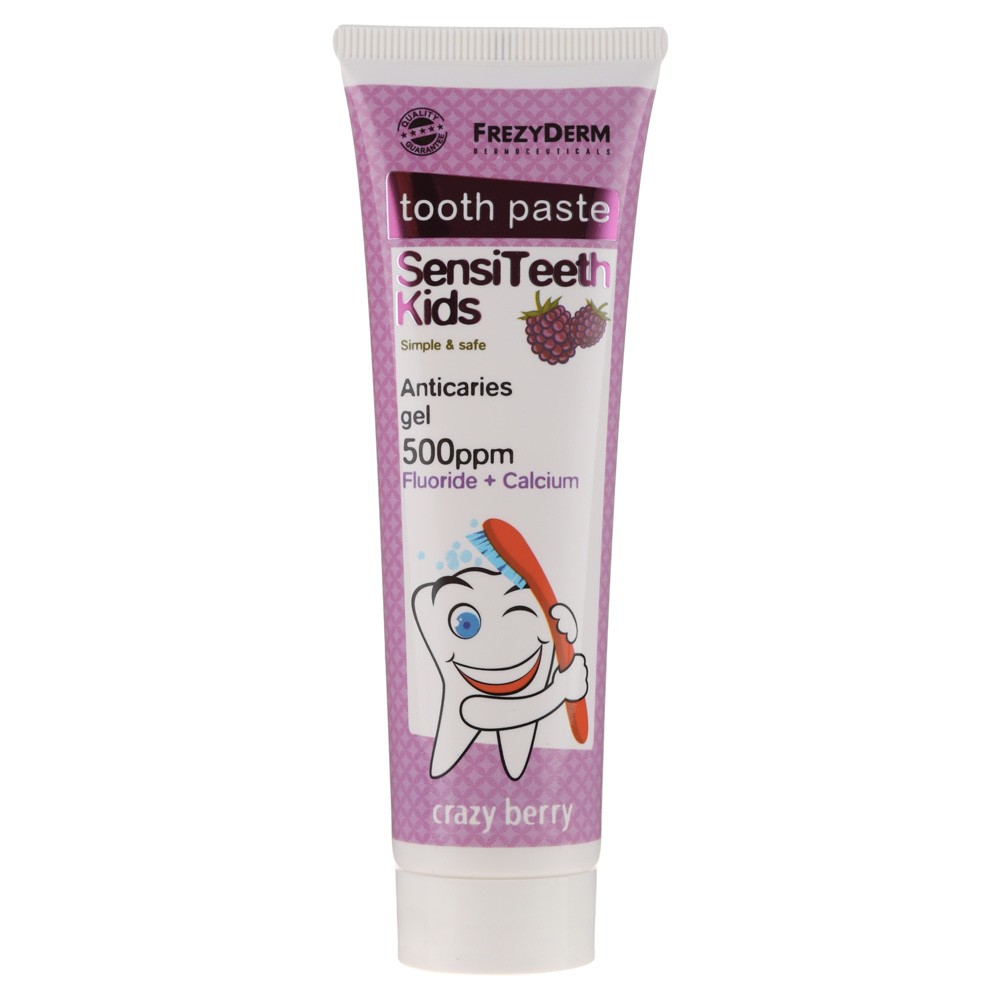 QUALITY
GUARANTEE
FREZYDERM
DERMOCEUTICALS
tooth paste
SensiTeeth
Kids
Simple & safe
Anticaries
gel
500ppm
Fluoride + Calcium
crazy berry